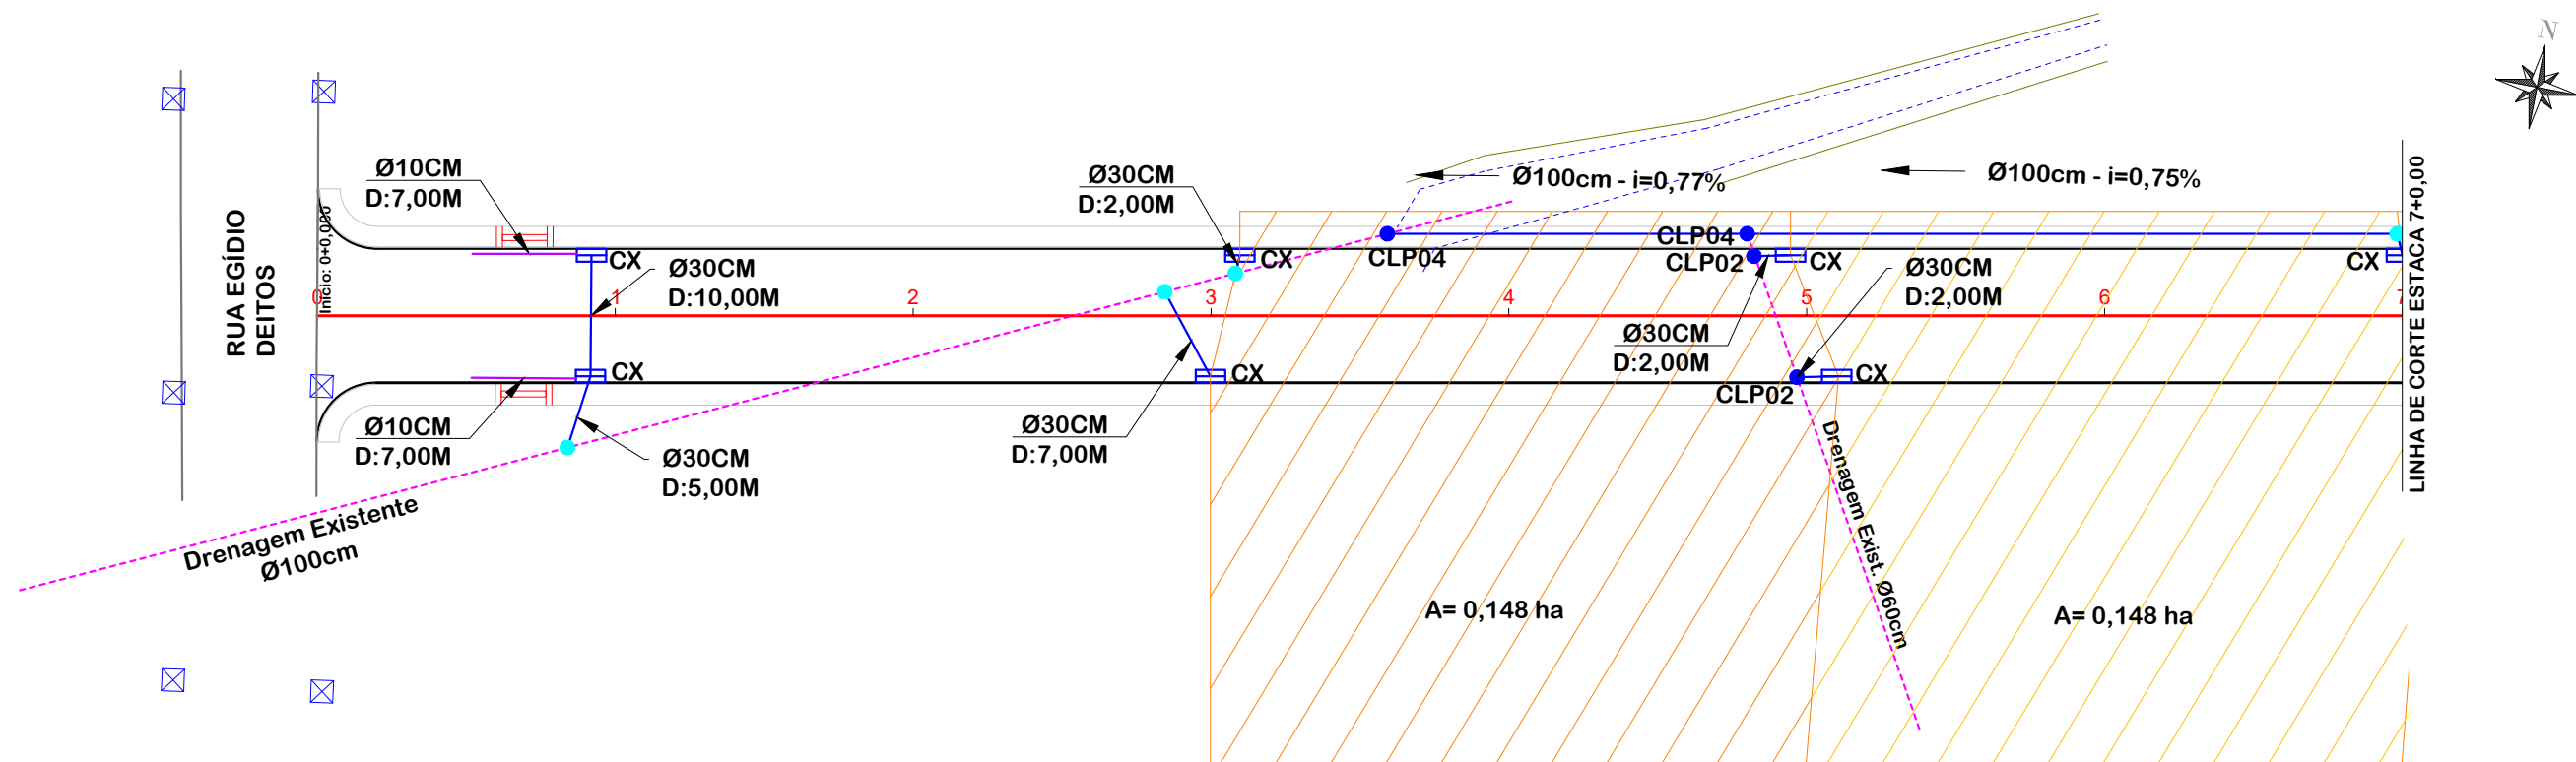 N
Ø10CM
D:7,00M
Ø30CM
D:2,00M
Ø100cm - i=0,77%
Ø100cm - i=0,75%
RUA EGÍDIO
DEITOS
Início: 0+0,000
CX
Ø30CM
D:10,00M
CX
CLP04
CLP04
CLP02
CX
Ø30CM
D:2,00M
CX
0
1
2
3
4
5
6
7
Ø30CM
D:2,00M
CX
CX
CX
CLP02
Ø10CM
D:7,00M
Ø30CM
D:5,00M
Ø30CM
D:7,00M
LINHA DE CORTE ESTACA 7+0,00
Drenagem Existente
Ø100cm
Drenagem Exist. Ø60cm
A= 0,148 ha
A= 0,148 ha